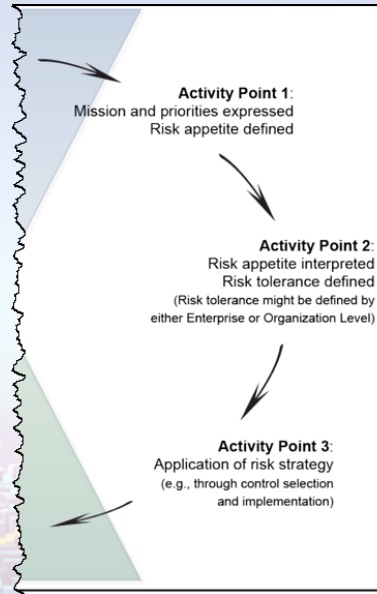 Activity Point 1:
Mission and priorities expressed
Risk appetite defined
Activity Point 2:
Risk appetite interpreted
Risk tolerance defined
(Risk tolerance might be defined by
either Enterprise or Organization Level)
Activity Point 3:
Application of risk strategy
(e.g., through control selection
and implementation)